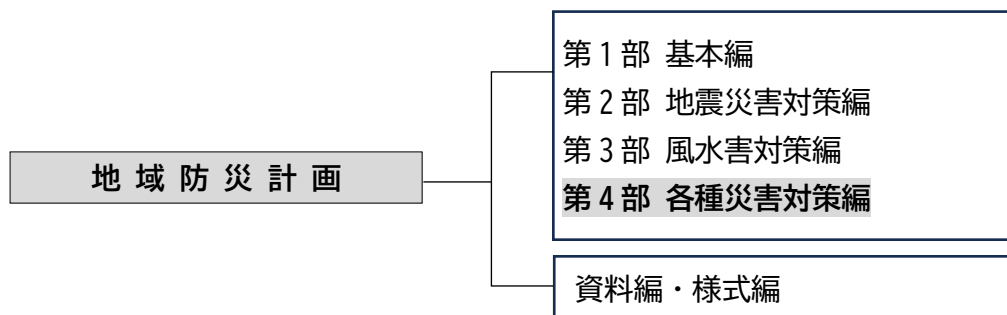 地域防災計画
第1部 基本編
第2部 地震災害対策編
第3部 風水害対策編
第4部 各種災害対策編
資料編・様式編